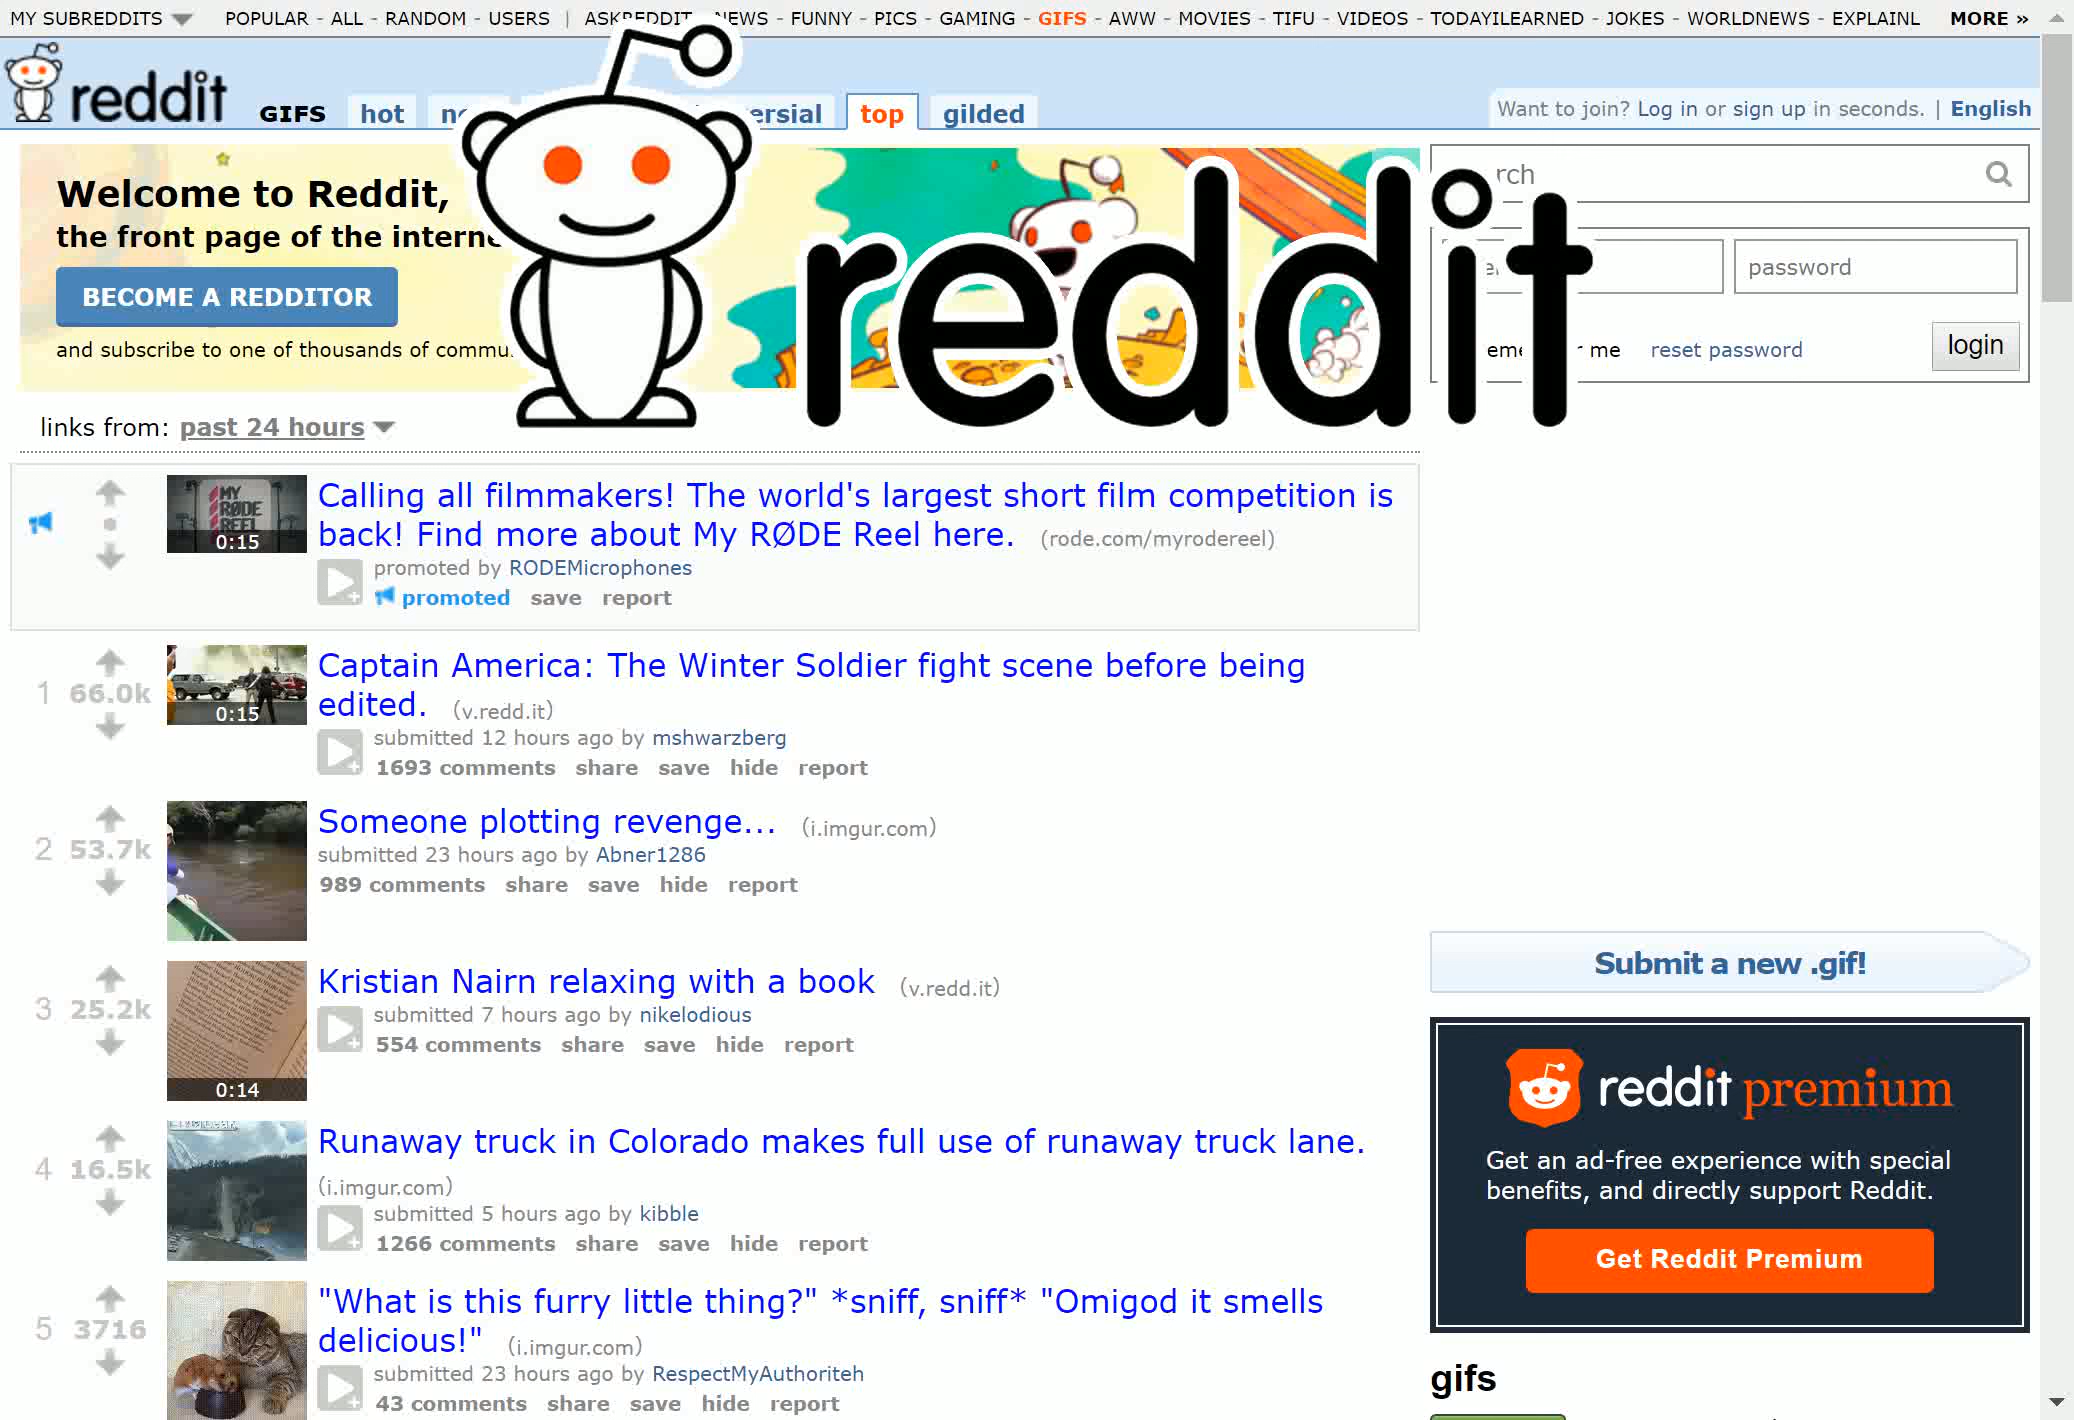 MY SUBREDDITS POPULAR - ALL - RANDOM - USERS | ASKREDDIT - NEWS - FUNNY - PICS - GAMING - GIFS - AWW - MOVIES - TIFU - VIDEOS - TODAYILEARNED - JOKES - WORLDNEWS - EXPLAINL MORE »
reddit GIFS hot top gilded
Want to join? Log in or sign up in seconds. | English
Welcome to Reddit,
the front page of the
BECOME A REDDITOR
and subscribe to one of thousands of
reddit
password
me reset password
login
links from: past 24 hours
Calling all filmmakers! The world's largest short film competition is
back! Find more about My RØDE Reel here. (rode.com/myrodereel)
MY
RØDE
REEL
0:15
promoted by RODEMicrophones
promoted save report
1 66.0k
Captain America: The Winter Soldier fight scene before being
edited. (v.redd.it)
0:15
submitted 12 hours ago by mshwarzberg
1693 comments share save hide report
2 53.7k
Someone plotting revenge... (i.imgur.com)
submitted 23 hours ago by Abner1286
989 comments share save hide report
3 25.2k
Kristian Nairn relaxing with a book (v.redd.it)
submitted 7 hours ago by nikelodious
554 comments share save hide report
0:14
4 16.5k
Runaway truck in Colorado makes full use of runaway truck lane.
(i.imgur.com)
submitted 5 hours ago by kibble
1266 comments share save hide report
5 3716
"What is this furry little thing?" *sniff, sniff* "Omigod it smells
delicious!" (i.imgur.com)
submitted 23 hours ago by RespectMyAuthoriteh
43 comments share save hide report
Submit a new .gif!
reddit premium
Get an ad-free experience with special
benefits, and directly support Reddit.
Get Reddit Premium
gifs